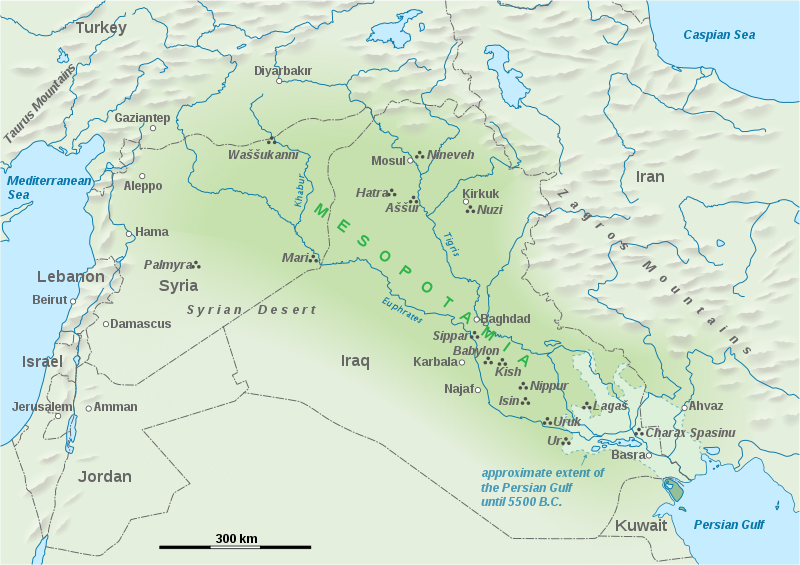 Turkey
Caspian Sea
Taurus Mountains
Diyarbakır
Gaziantep
Waššukanni
Mosul
Nineveh
Mediterranean
Sea
Aleppo
Khabur
Hatra
Aššur
Kirkuk
Nuzi
Iran
Zagros Mountains
MESOPOTAMIA
Hama
Tigris
Palmyra
Mari
Lebanon
Syria
Beirut
Syrian Desert
Euphrates
Damascus
Baghdad
Sippar
Babylon
Israel
Iraq
Karbala
Kish
Najaf
Nippur
Isin
Jerusalem
Amman
Lagaš
Ahvaz
Uruk
Charax Spasinu
Ur
Basra
Jordan
approximate extent of
the Persian Gulf
until 5500 B.C.
Kuwait
Persian Gulf
300 km